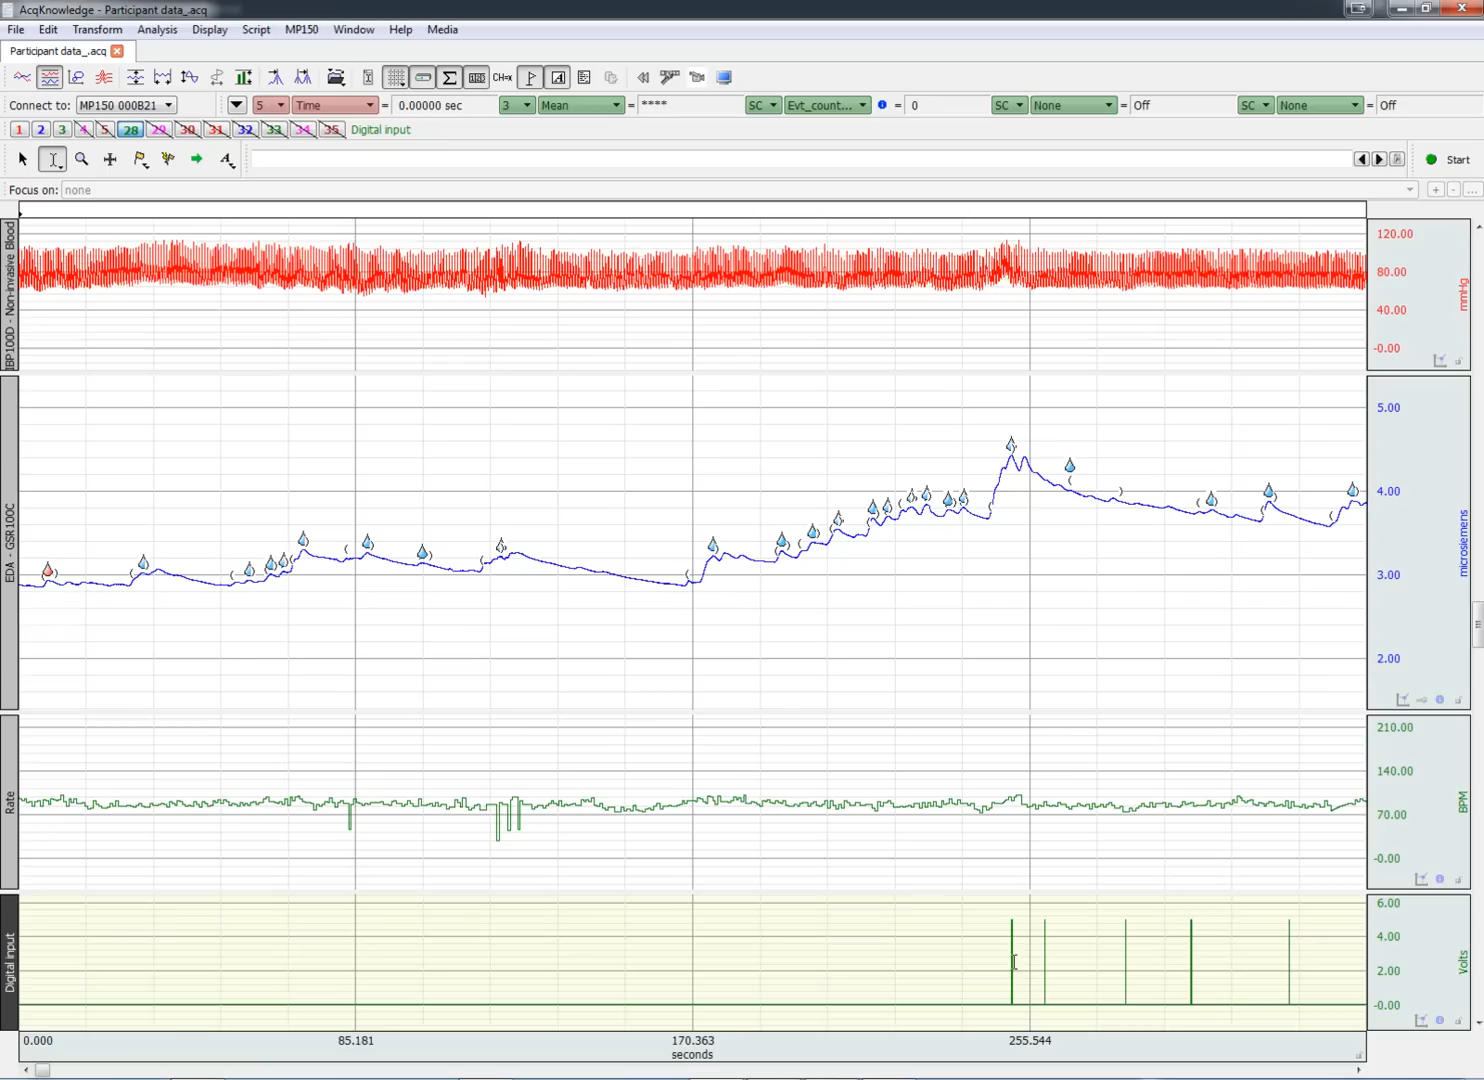 AcqKnowledge - Participant data_.acq
File Edit Transform Analysis Display Script MP150 Window Help Media
Participant data_.acq
CH=x
Connect to: MP150 000B21 5 Time = 0.00000 sec 3 Mean = **** SC Evt_count... = 0 SC None = Off SC None = Off
1 2 3 4 5 28 29 30 31 32 33 34 35 Digital input
Start
Focus on: none
IBP100D - Non-invasive Blood
120.00
80.00
40.00
-0.00
mmHg
EDA - GSR100C
5.00
4.00
3.00
2.00
microsiemens
Rate
210.00
140.00
70.00
-0.00
BPM
Digital input
6.00
4.00
2.00
-0.00
Volts
0.000 85.181 170.363 255.544
seconds